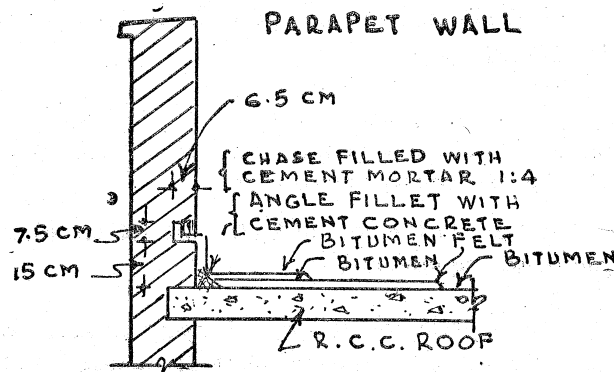 PARAPET WALL
6.5 CM
CHASE FILLED WITH
CEMENT MORTAR 1:4
ANGLE FILLET WITH
CEMENT CONCRETE
7.5 CM
BITUMEN FELT
BITUMEN
BITUMEN
15 CM
R.C.C. ROOF